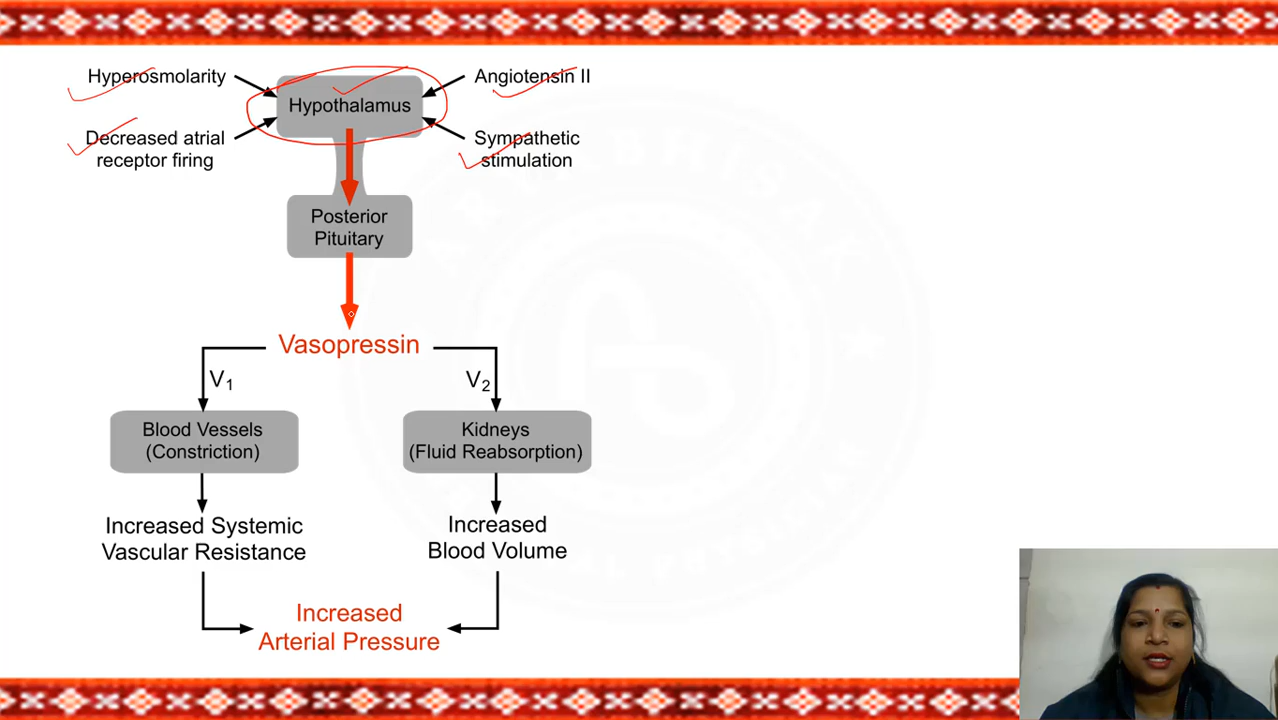 Hyperosmolarity
Hypothalamus
Angiotensin II
Decreased atrial
receptor firing
Sympathetic
stimulation
Posterior
Pituitary
Vasopressin
V1
V2
Blood Vessels
(Constriction)
Kidneys
(Fluid Reabsorption)
Increased Systemic
Vascular Resistance
Increased
Blood Volume
Increased
Arterial Pressure